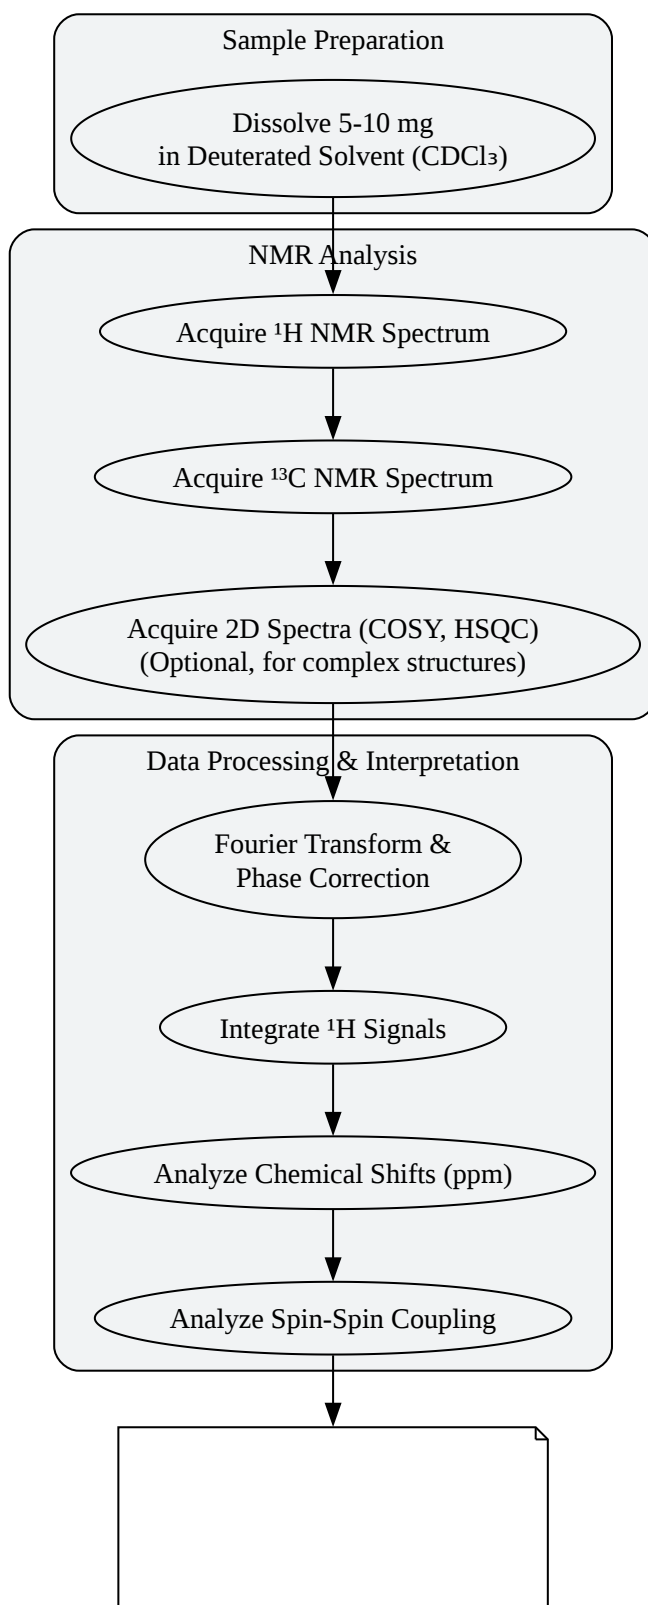 Sample Preparation
Dissolve 5-10 mg
in Deuterated Solvent (CDCl₃)
NMR Analysis
Acquire ¹H NMR Spectrum
Acquire ¹³C NMR Spectrum
Acquire 2D Spectra (COSY, HSQC)
(Optional, for complex structures)
Data Processing & Interpretation
Fourier Transform &
Phase Correction
Integrate ¹H Signals
Analyze Chemical Shifts (ppm)
Analyze Spin-Spin Coupling